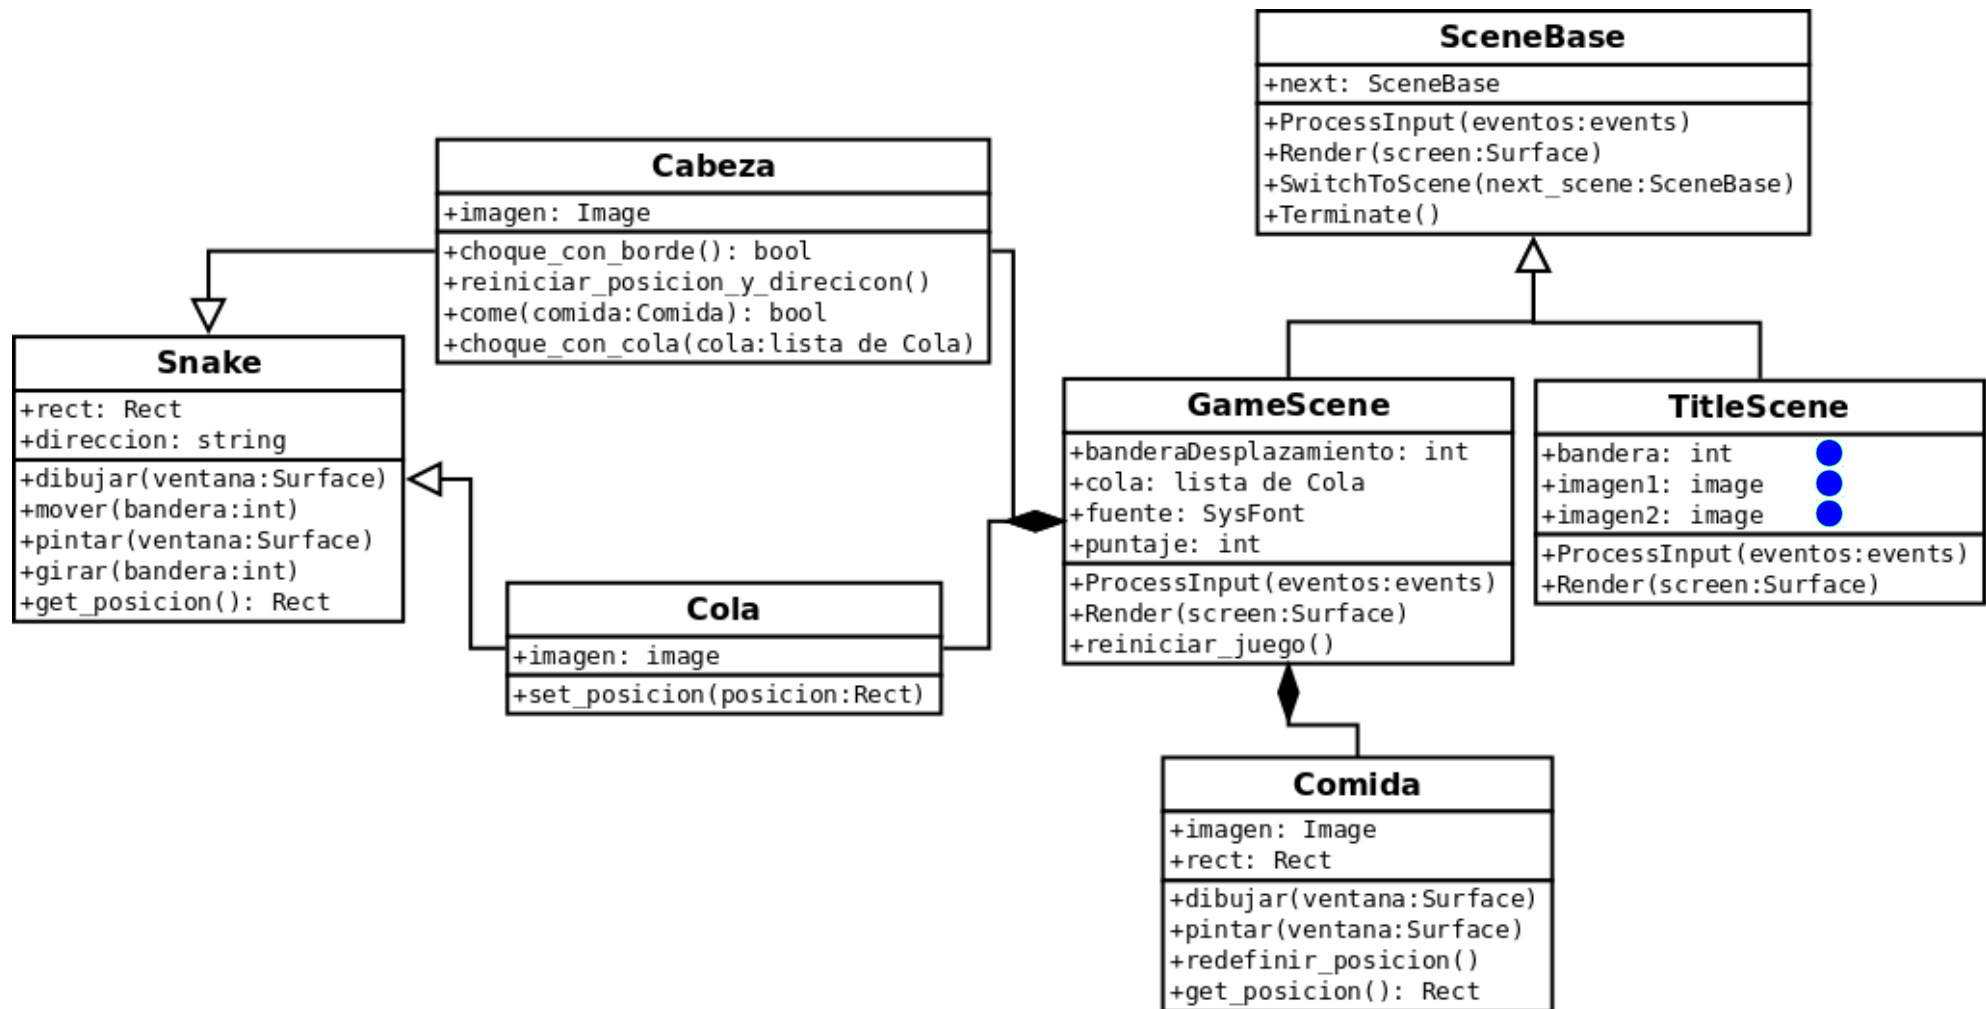 SceneBase
+next: SceneBase
+ProcessInput(eventos:events)
+Render(screen:Surface)
+SwitchToScene(next_scene:SceneBase)
+Terminate()
Cabeza
+imagen: Image
+choque_con_borde(): bool
+reiniciar_posicion_y_direcicon()
+come(comida:Comida): bool
+choque_con_cola(cola:lista de Cola)
Snake
+rect: Rect
+direccion: string
+dibujar(ventana:Surface)
+mover(bandera:int)
+pintar(ventana:Surface)
+girar(bandera:int)
+get_posicion(): Rect
GameScene
+banderaDesplazamiento: int
+cola: lista de Cola
+fuente: SysFont
+puntaje: int
+ProcessInput(eventos:events)
+Render(screen:Surface)
+reiniciar_juego()
TitleScene
+bandera: int
+imagen1: image
+imagen2: image
+ProcessInput(eventos:events)
+Render(screen:Surface)
Cola
+imagen: image
+set_posicion(posicion:Rect)
Comida
+imagen: Image
+rect: Rect
+dibujar(ventana:Surface)
+pintar(ventana:Surface)
+redefinir_posicion()
+get_posicion(): Rect